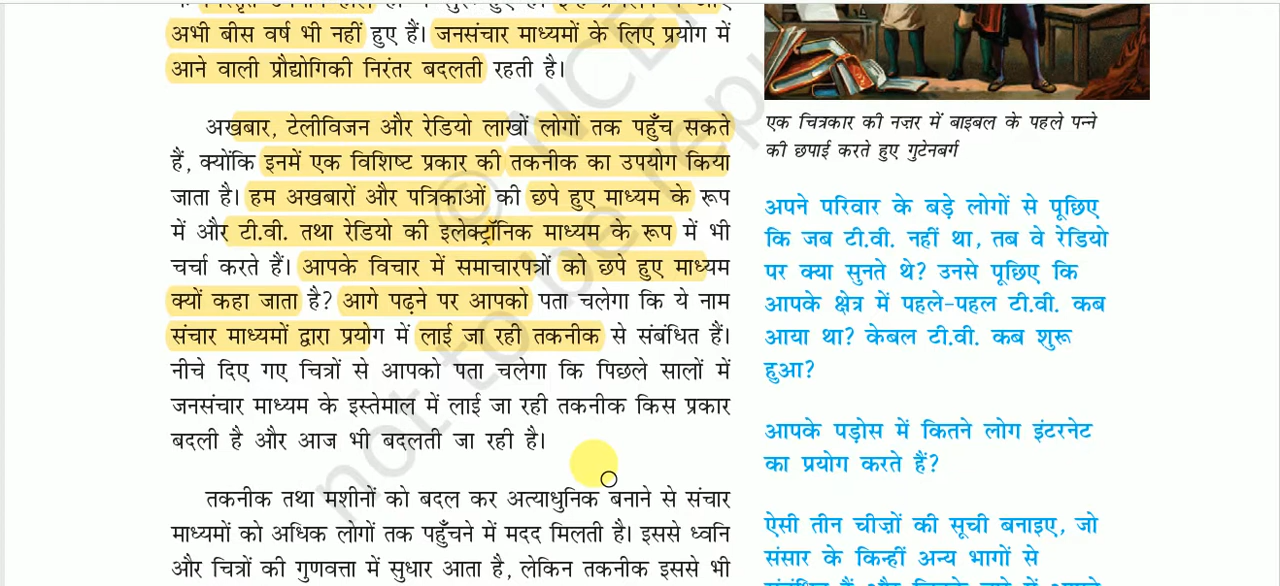 अभी बीस वर्ष भी नहीं हुए हैं। जनसंचार माध्यमों के लिए प्रयोग में
आने वाली प्रौद्योगिकी निरंतर बदलती रहती है।
अखबार, टेलीविजन और रेडियो लाखों लोगों तक पहुँच सकते
हैं, क्योंकि इनमें एक विशिष्ट प्रकार की तकनीक का उपयोग किया
जाता है। हम अखबारों और पत्रिकाओं की छपे हुए माध्यम के रूप
में और टी.वी. तथा रेडियो की इलेक्ट्रॉनिक माध्यम के रूप में भी
चर्चा करते हैं। आपके विचार में समाचारपत्रों को छपे हुए माध्यम
क्यों कहा जाता है? आगे पढ़ने पर आपको पता चलेगा कि ये नाम
संचार माध्यमों द्वारा प्रयोग में लाई जा रही तकनीक से संबंधित हैं।
नीचे दिए गए चित्रों से आपको पता चलेगा कि पिछले सालों में
जनसंचार माध्यम के इस्तेमाल में लाई जा रही तकनीक किस प्रकार
बदली है और आज भी बदलती जा रही है।
तकनीक तथा मशीनों को बदल कर अत्याधुनिक बनाने से संचार
माध्यमों को अधिक लोगों तक पहुँचने में मदद मिलती है। इससे ध्वनि
और चित्रों की गुणवत्ता में सुधार आता है, लेकिन तकनीक इससे भी
एक चित्रकार की नज़र में बाइबल के पहले पन्ने
की छपाई करते हुए गुटेनबर्ग
अपने परिवार के बड़े लोगों से पूछिए
कि जब टी.वी. नहीं था, तब वे रेडियो
पर क्या सुनते थे? उनसे पूछिए कि
आपके क्षेत्र में पहले-पहल टी.वी. कब
आया था? केबल टी.वी. कब शुरू
हुआ?
आपके पड़ोस में कितने लोग इंटरनेट
का प्रयोग करते हैं?
ऐसी तीन चीज़ों की सूची बनाइए, जो
संसार के किन्हीं अन्य भागों से
not to be repu
© NCE